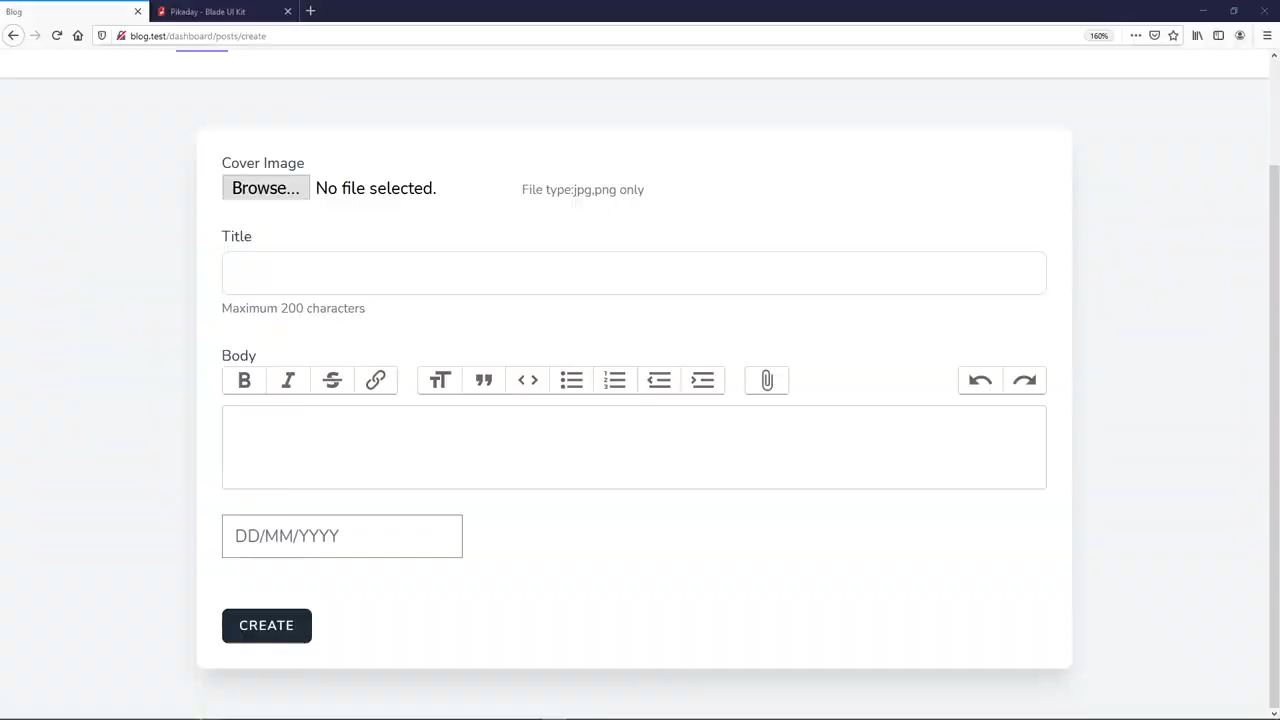 Blog
Pikaday - Blade UI Kit
blog.test/dashboard/posts/create
160%
Cover Image
Browse... No file selected.
File type:jpg,png only
Title
Maximum 200 characters
Body
DD/MM/YYYY
CREATE